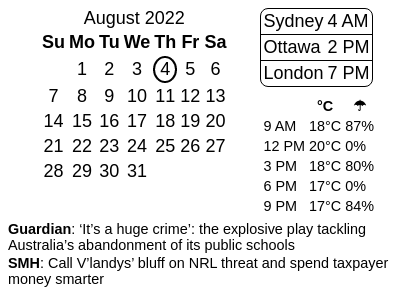 August 2022
Su Mo Tu We Th Fr Sa
1 2 3 4 5 6
7 8 9 10 11 12 13
14 15 16 17 18 19 20
21 22 23 24 25 26 27
28 29 30 31
Sydney 4 AM
Ottawa 2 PM
London 7 PM
°C ☂
9 AM 18°C 87%
12 PM 20°C 0%
3 PM 18°C 80%
6 PM 17°C 0%
9 PM 17°C 84%
Guardian: ‘It’s a huge crime’: the explosive play tackling
Australia’s abandonment of its public schools
SMH: Call V’landys’ bluff on NRL threat and spend taxpayer
money smarter